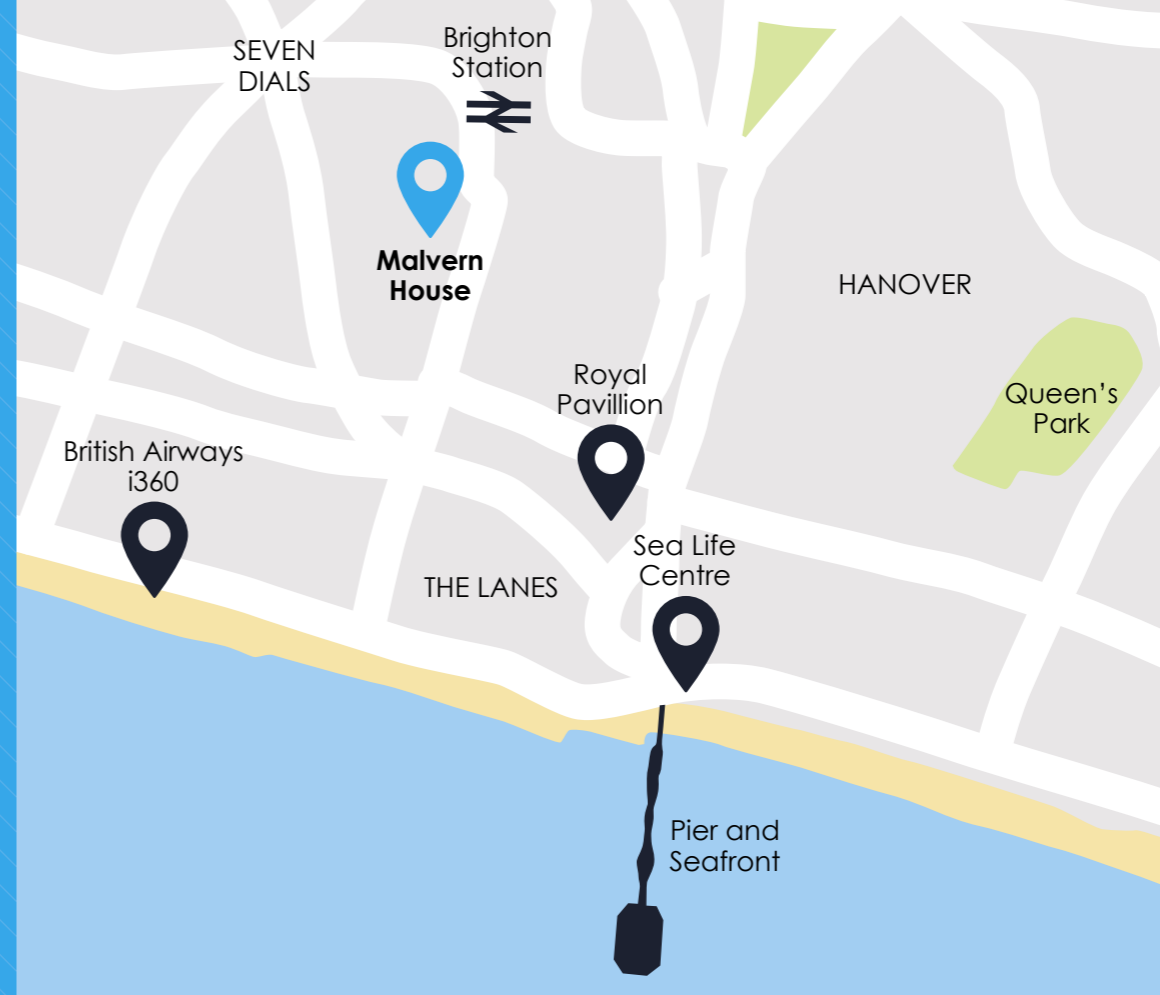 SEVEN
DIALS
Brighton
Station
Malvern
House
HANOVER
Royal
Pavillion
Queen’s
Park
British Airways
i360
Sea Life
Centre
THE LANES
Pier and
Seafront